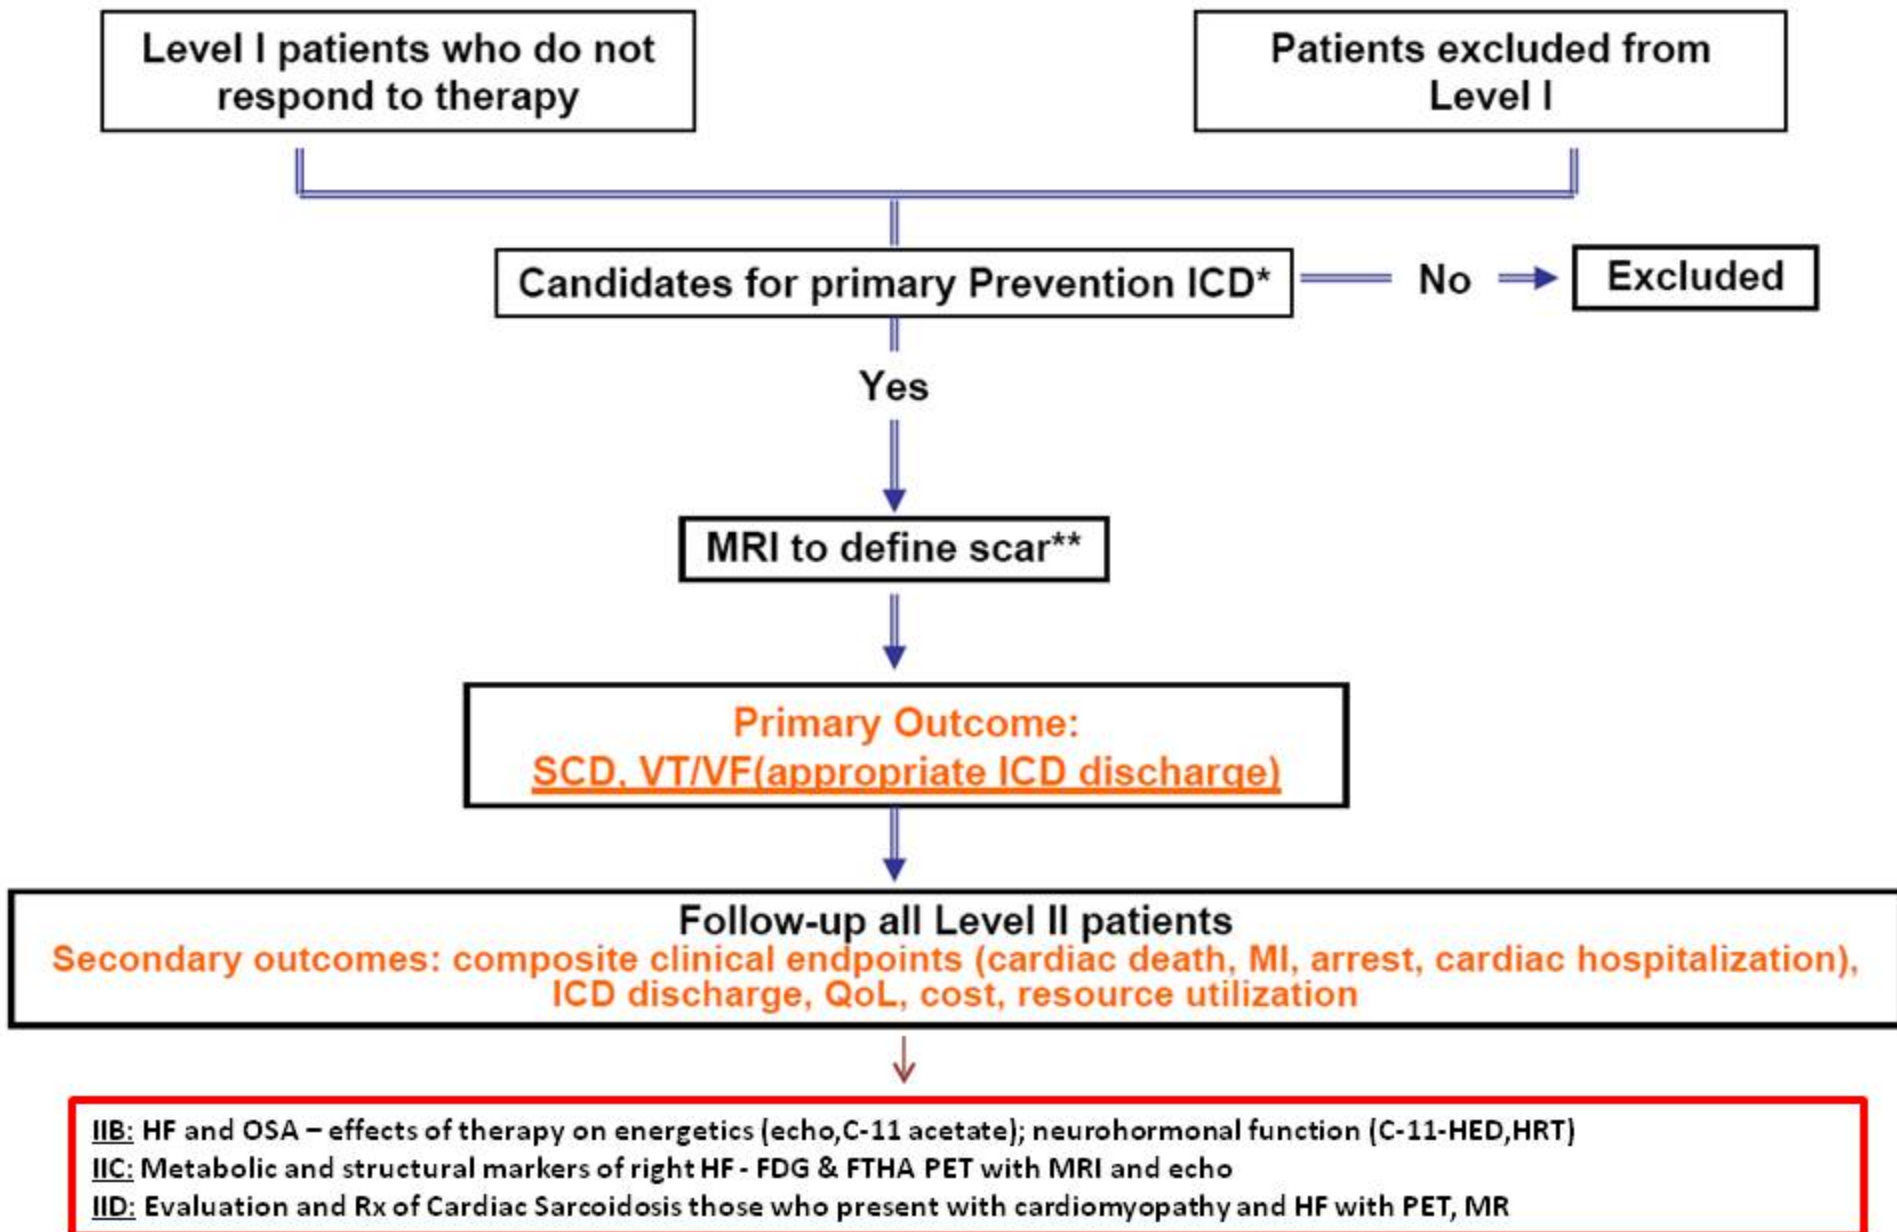 Level I patients who do not
respond to therapy
Patients excluded from
Level I
Candidates for primary Prevention ICD*
No
Excluded
Yes
MRI to define scar**
Primary Outcome:
SCD, VT/VF(appropriate ICD discharge)
Follow-up all Level II patients
Secondary outcomes: composite clinical endpoints (cardiac death, MI, arrest, cardiac hospitalization),
ICD discharge, QoL, cost, resource utilization
IIB: HF and OSA – effects of therapy on energetics (echo,C-11 acetate); neurohormonal function (C-11-HED,HRT)
IIC: Metabolic and structural markers of right HF - FDG & FTHA PET with MRI and echo
IID: Evaluation and Rx of Cardiac Sarcoidosis those who present with cardiomyopathy and HF with PET, MR